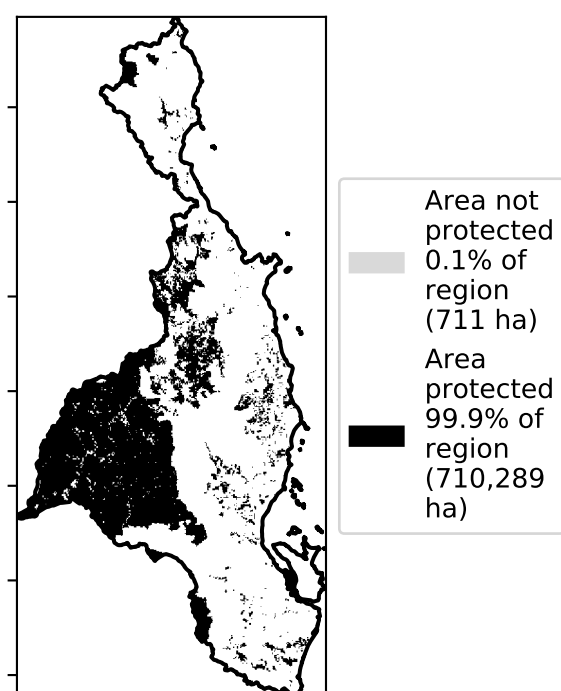 Area not
protected
0.1% of
region
(711 ha)
Area
protected
99.9% of
region
(710,289
ha)